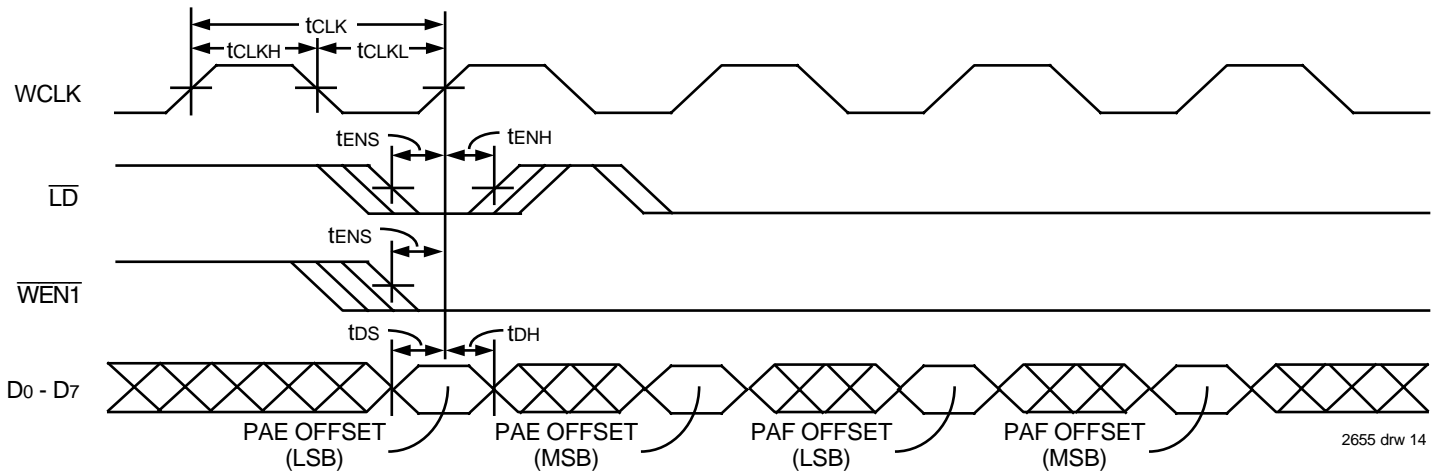 tCLK
tCLKH
tCLKL
WCLK
tENS
tENH
LD
tENS
WEN1
tDS
tDH
D0 - D7
PAE OFFSET
(LSB)
PAE OFFSET
(MSB)
PAF OFFSET
(LSB)
PAF OFFSET
(MSB)
2655 drw 14